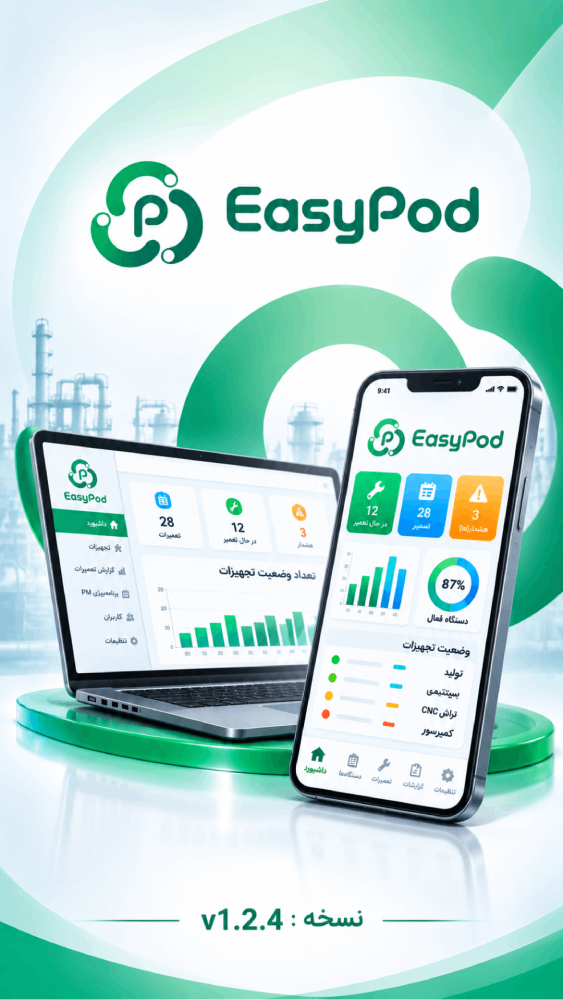 EasyPod
EasyPod
داشبورد
تجهیزات
گزارش تعمیرات
برنامه‌ریزی PM
کاربران
تنظیمات
28
تعمیرات
12
در حال تعمیر
3
هشدار
تعداد وضعیت تجهیزات
9:41
EasyPod
12
در حال تعمیر
28
تعمیر
3
هشدار(ها)
87%
دستگاه فعال
وضعیت تجهیزات
تولید
تراش CNC
کمپرسور
داشبورد
دستگاه‌ها
تعمیرات
گزارشات
تنظیمات
نسخه : v1.2.4